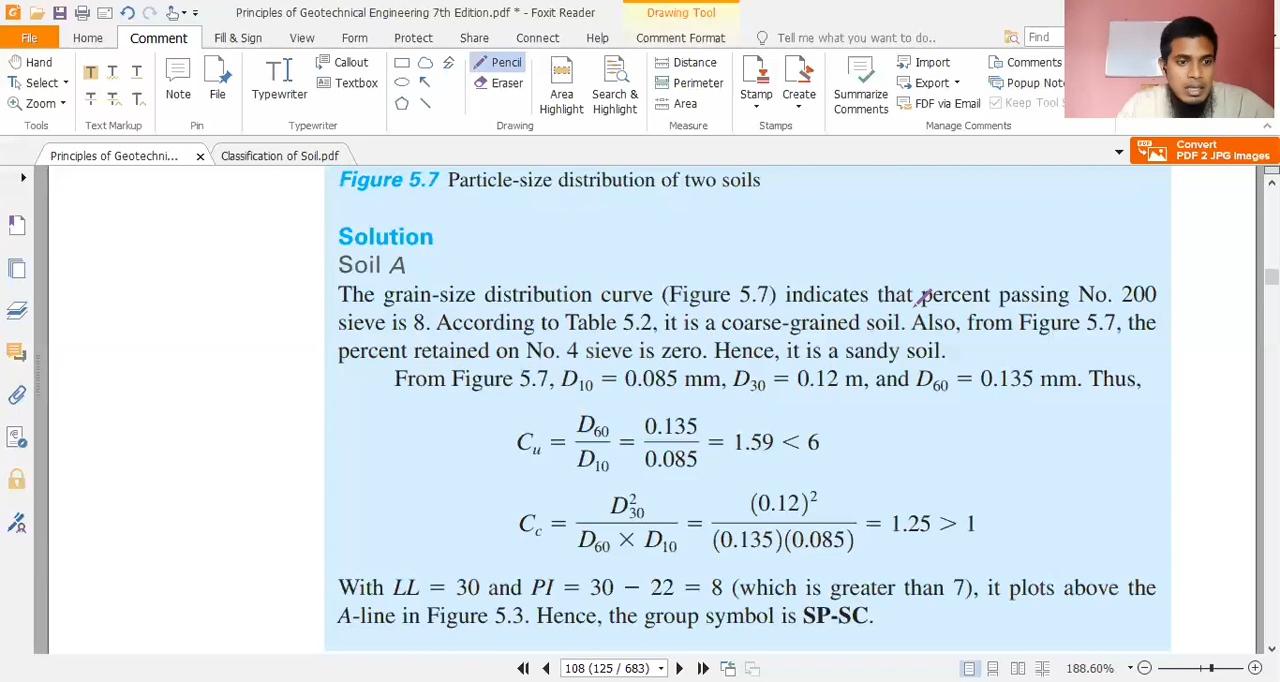 Principles of Geotechnical Engineering 7th Edition.pdf * - Foxit Reader
Drawing Tool
File Home Comment Fill & Sign View Form Protect Share Connect Help Comment Format Tell me what you want to do.. Find
Hand
Select
Zoom
Tools
Text Markup
Note
File
Pin
Typewriter
Callout
Textbox
Typewriter
Pencil
Eraser
Drawing
Area Highlight
Search & Highlight
Distance
Perimeter
Area
Measure
Stamp
Create
Stamps
Summarize Comments
Import
Export
FDF via Email
Comments
Popup Note
Keep Tool S
Manage Comments
Principles of Geotechni... × Classification of Soil.pdf
Convert
PDF 2 JPG Images
Figure 5.7 Particle-size distribution of two soils
Solution
Soil A
The grain-size distribution curve (Figure 5.7) indicates that percent passing No. 200
sieve is 8. According to Table 5.2, it is a coarse-grained soil. Also, from Figure 5.7, the
percent retained on No. 4 sieve is zero. Hence, it is a sandy soil.
From Figure 5.7, D10 = 0.085 mm, D30 = 0.12 m, and D60 = 0.135 mm. Thus,
Cu = D60 / D10 = 0.135 / 0.085 = 1.59 < 6
Cc = D30² / (D60 × D10) = (0.12)² / (0.135)(0.085) = 1.25 > 1
With LL = 30 and PI = 30 − 22 = 8 (which is greater than 7), it plots above the
A-line in Figure 5.3. Hence, the group symbol is SP-SC.
108 (125 / 683)
188.60%